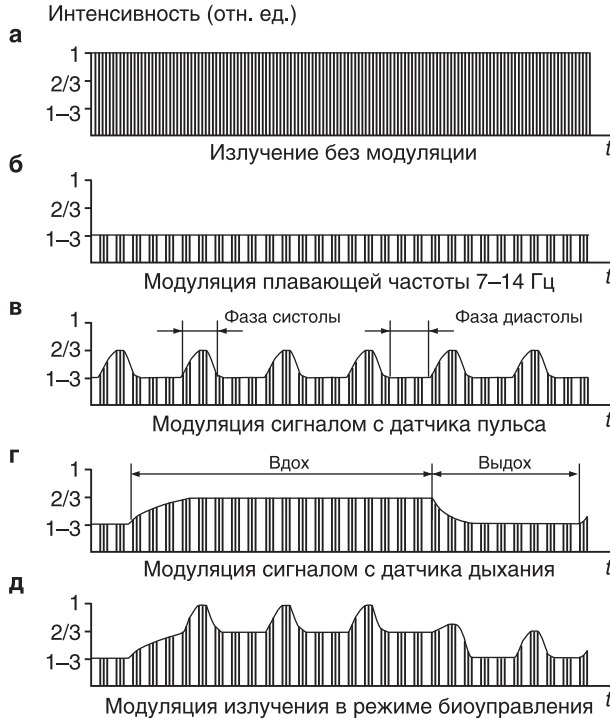 Интенсивность (отн. ед.)
а
1
2/3
1–3
t
Излучение без модуляции
б
1
2/3
1–3
t
Модуляция плавающей частоты 7–14 Гц
в
1
Фаза систолы
Фаза диастолы
2/3
1–3
t
Модуляция сигналом с датчика пульса
г
1
Вдох
Выдох
2/3
1–3
t
Модуляция сигналом с датчика дыхания
д
1
2/3
1–3
t
Модуляция излучения в режиме биоуправления